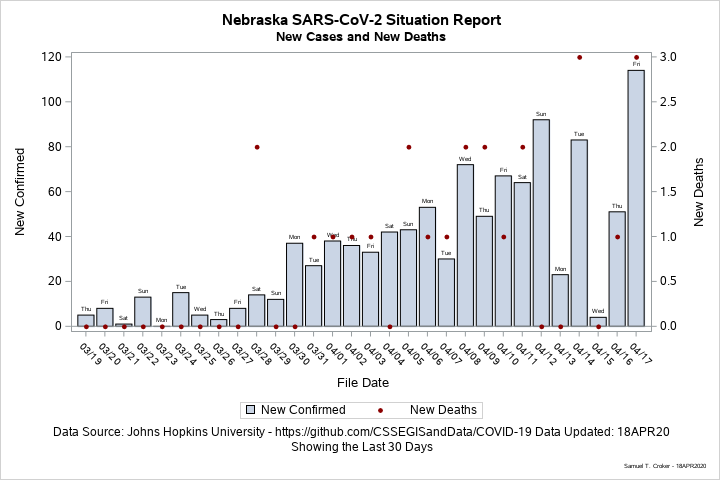 Nebraska SARS-CoV-2 Situation Report
New Cases and New Deaths
New Confirmed
120
100
80
60
40
20
0
3.0
2.5
2.0
1.5
1.0
0.5
0.0
New Deaths
Thu
Fri
Sat
Sun
Mon
Tue
Wed
Thu
Fri
Sat
Sun
Mon
Tue
Wed
Thu
Fri
Sat
Sun
Mon
Tue
Wed
Thu
Fri
Sat
Sun
Mon
Tue
Wed
Thu
Fri
03/19
03/20
03/21
03/22
03/23
03/24
03/25
03/26
03/27
03/28
03/29
03/30
03/31
04/01
04/02
04/03
04/04
04/05
04/06
04/07
04/08
04/09
04/10
04/11
04/12
04/13
04/14
04/15
04/16
04/17
File Date
New Confirmed New Deaths
Data Source: Johns Hopkins University - https://github.com/CSSEGISandData/COVID-19 Data Updated: 18APR20
Showing the Last 30 Days
Samuel T. Croker - 18APR2020